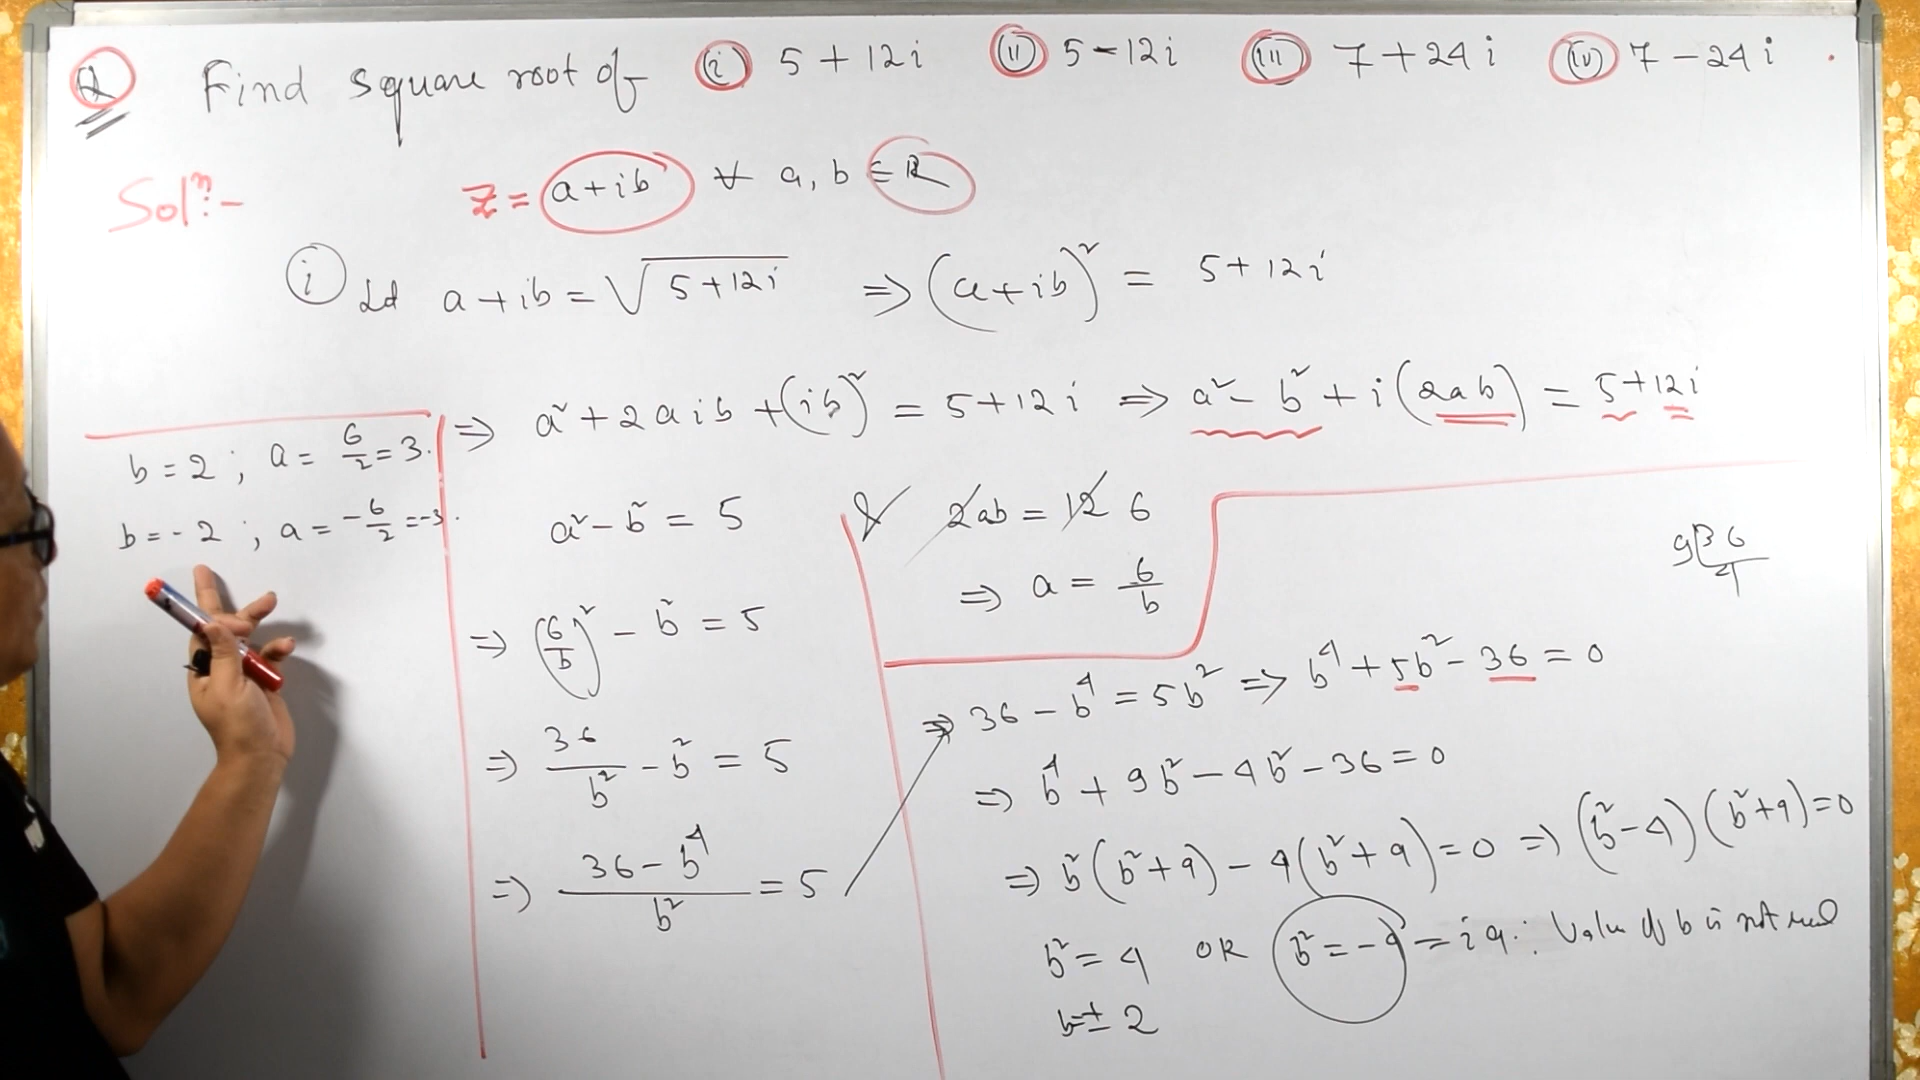 Q Find square root of (i) 5 + 12i (ii) 5 - 12i (iii) 7 + 24i (iv) 7 - 24i.
Solⁿ:- Z = a + ib ∀ a, b ∈ R
(i) Let a + ib = √(5 + 12i) ⇒ (a + ib)² = 5 + 12i
⇒ a² + 2aib + (ib)² = 5 + 12i ⇒ a² - b² + i(2ab) = 5 + 12i
b = 2 ; a = 6/2 = 3.
b = -2 ; a = -6/2 = -3.
a² - b² = 5 & 2ab = 12 6
⇒ a = 6/b
⇒ (6/b)² - b² = 5
⇒ 36/b² - b² = 5
⇒ (36 - b⁴)/b² = 5
9)36
4
⇒ 36 - b⁴ = 5b² ⇒ b⁴ + 5b² - 36 = 0
⇒ b⁴ + 9b² - 4b² - 36 = 0
⇒ b²(b² + 9) - 4(b² + 9) = 0 ⇒ (b² - 4)(b² + 9) = 0
b² = 4 OR b² = -9 = i9 ∴ Value of b is not real
b = ± 2